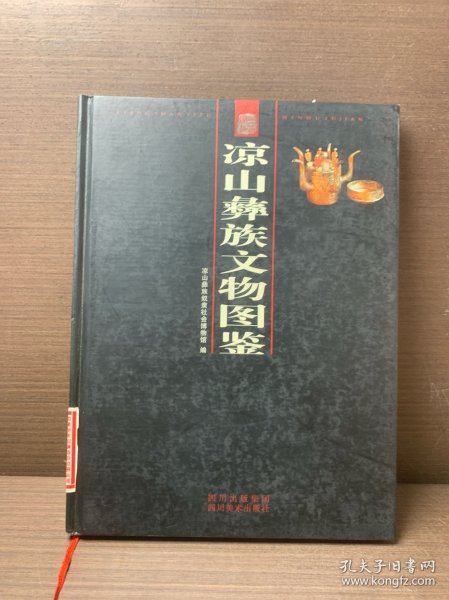 LIANGSHANYIZU
WENWUTUJIAN
凉山彝族文物图鉴
凉山彝族奴隶社会博物馆 编
四川出版集团
四川美术出版社
孔夫子旧书网
www.kongfz.com